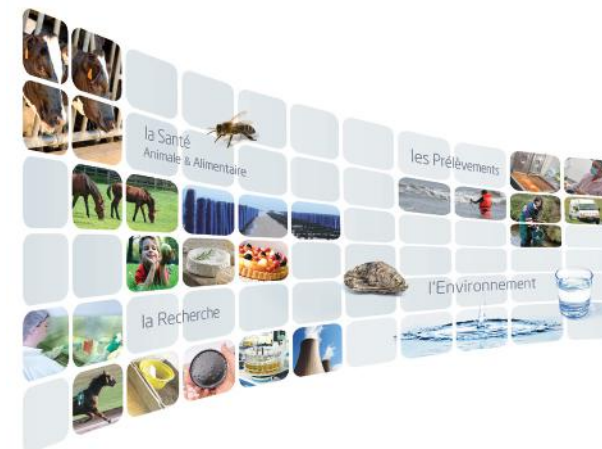 la Santé
Animale & Alimentaire
les Prélèvements
l'Environnement
la Recherche